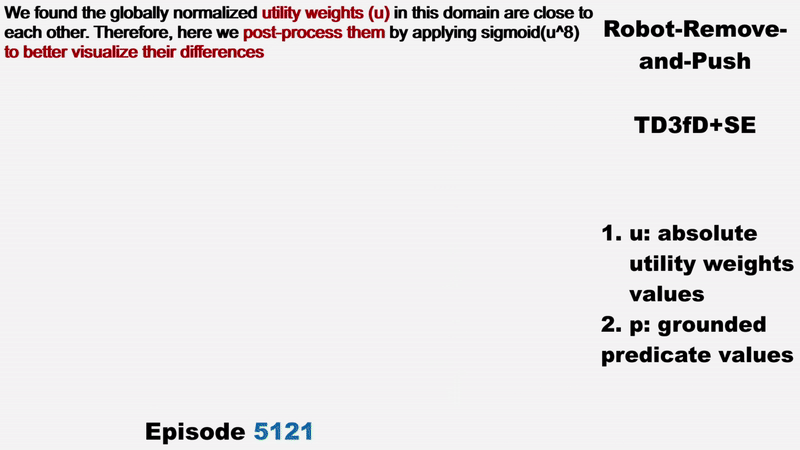 We found the globally normalized utility weights (u) in this domain are close to
each other. Therefore, here we post-process them by applying sigmoid(u^8)
to better visualize their differences
Robot-Remove-
and-Push
TD3fD+SE
1. u: absolute
utility weights
values
2. p: grounded
predicate values
Episode 5121